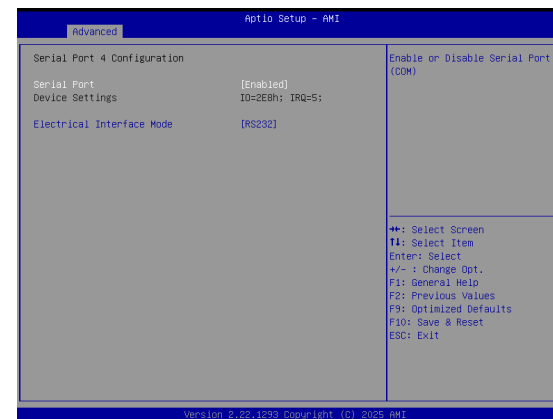 Aptio Setup - AMI
Advanced
Serial Port 4 Configuration
Serial Port [Enabled]
Device Settings IO=2E8h; IRQ=5;
Electrical Interface Mode [RS232]
Enable or Disable Serial Port
(COM)
→←: Select Screen
↑↓: Select Item
Enter: Select
+/- : Change Opt.
F1: General Help
F2: Previous Values
F9: Optimized Defaults
F10: Save & Reset
ESC: Exit
Version 2.22.1293 Copyright (C) 2025 AMI